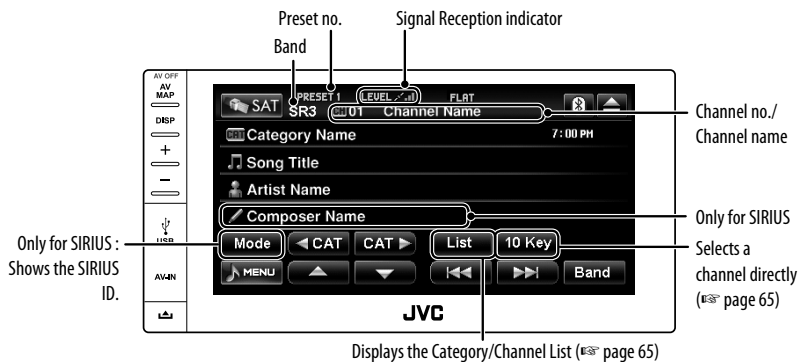 Preset no.
Signal Reception indicator
Band
AV OFF
AV
MAP
DISP
+
−
USB
AV-IN
SAT
PRESET 1
LEVEL
FLAT
SR3
CH 01 Channel Name
Channel no./
Channel name
CAT Category Name
7:00 PM
Song Title
Artist Name
Composer Name
Only for SIRIUS
Only for SIRIUS :
Shows the SIRIUS
ID.
Mode
◄ CAT
CAT ►
List
10 Key
Selects a
channel directly
(☞ page 65)
MENU
Band
JVC
Displays the Category/Channel List (☞ page 65)